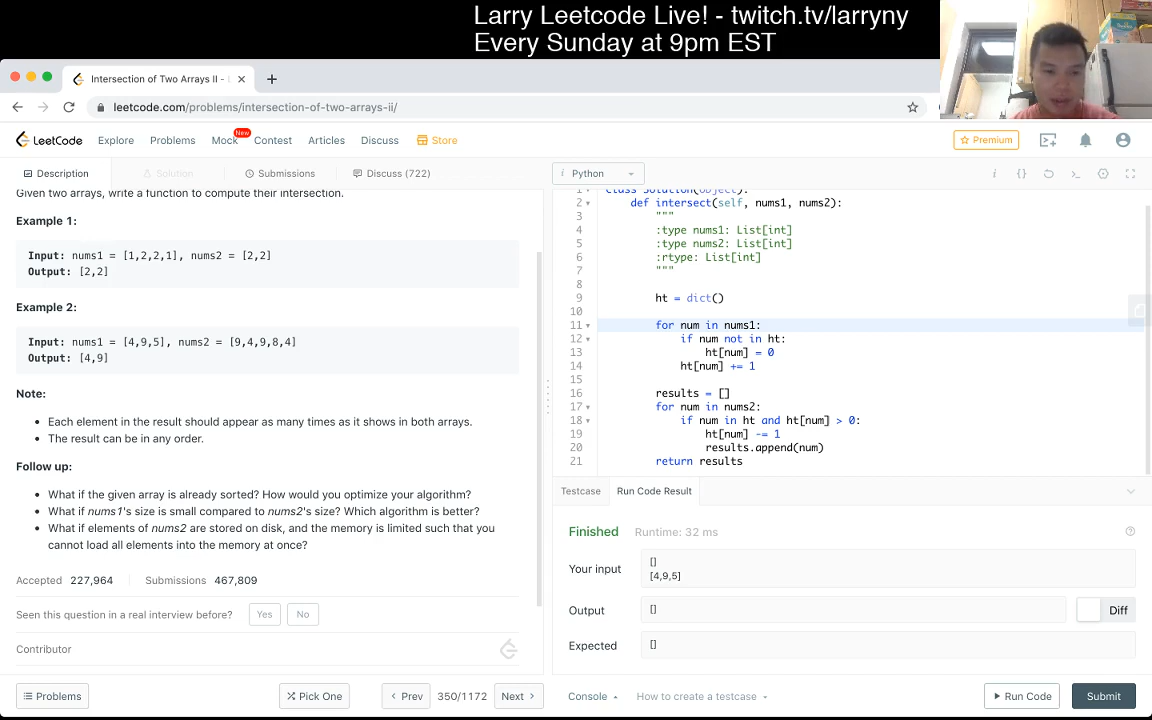 Larry Leetcode Live! - twitch.tv/larryny
Every Sunday at 9pm EST
Intersection of Two Arrays II -
leetcode.com/problems/intersection-of-two-arrays-ii/
LeetCode Explore Problems Mock New Contest Articles Discuss Store Premium
Description Solution Submissions Discuss (722)
i Python
Given two arrays, write a function to compute their intersection.
Example 1:
Input: nums1 = [1,2,2,1], nums2 = [2,2]
Output: [2,2]
Example 2:
Input: nums1 = [4,9,5], nums2 = [9,4,9,8,4]
Output: [4,9]
Note:
Each element in the result should appear as many times as it shows in both arrays.
The result can be in any order.
Follow up:
What if the given array is already sorted? How would you optimize your algorithm?
What if nums1's size is small compared to nums2's size? Which algorithm is better?
What if elements of nums2 are stored on disk, and the memory is limited such that you
cannot load all elements into the memory at once?
Accepted 227,964 Submissions 467,809
Seen this question in a real interview before? Yes No
Contributor
Problems Pick One Prev 350/1172 Next
1 class Solution(object):
2 def intersect(self, nums1, nums2):
3 """
4 :type nums1: List[int]
5 :type nums2: List[int]
6 :rtype: List[int]
7 """
8
9 ht = dict()
10
11 for num in nums1:
12 if num not in ht:
13 ht[num] = 0
14 ht[num] += 1
15
16 results = []
17 for num in nums2:
18 if num in ht and ht[num] > 0:
19 ht[num] -= 1
20 results.append(num)
21 return results
Testcase Run Code Result
Finished Runtime: 32 ms
Your input
[]
[4,9,5]
Output [] Diff
Expected []
Console How to create a testcase Run Code Submit